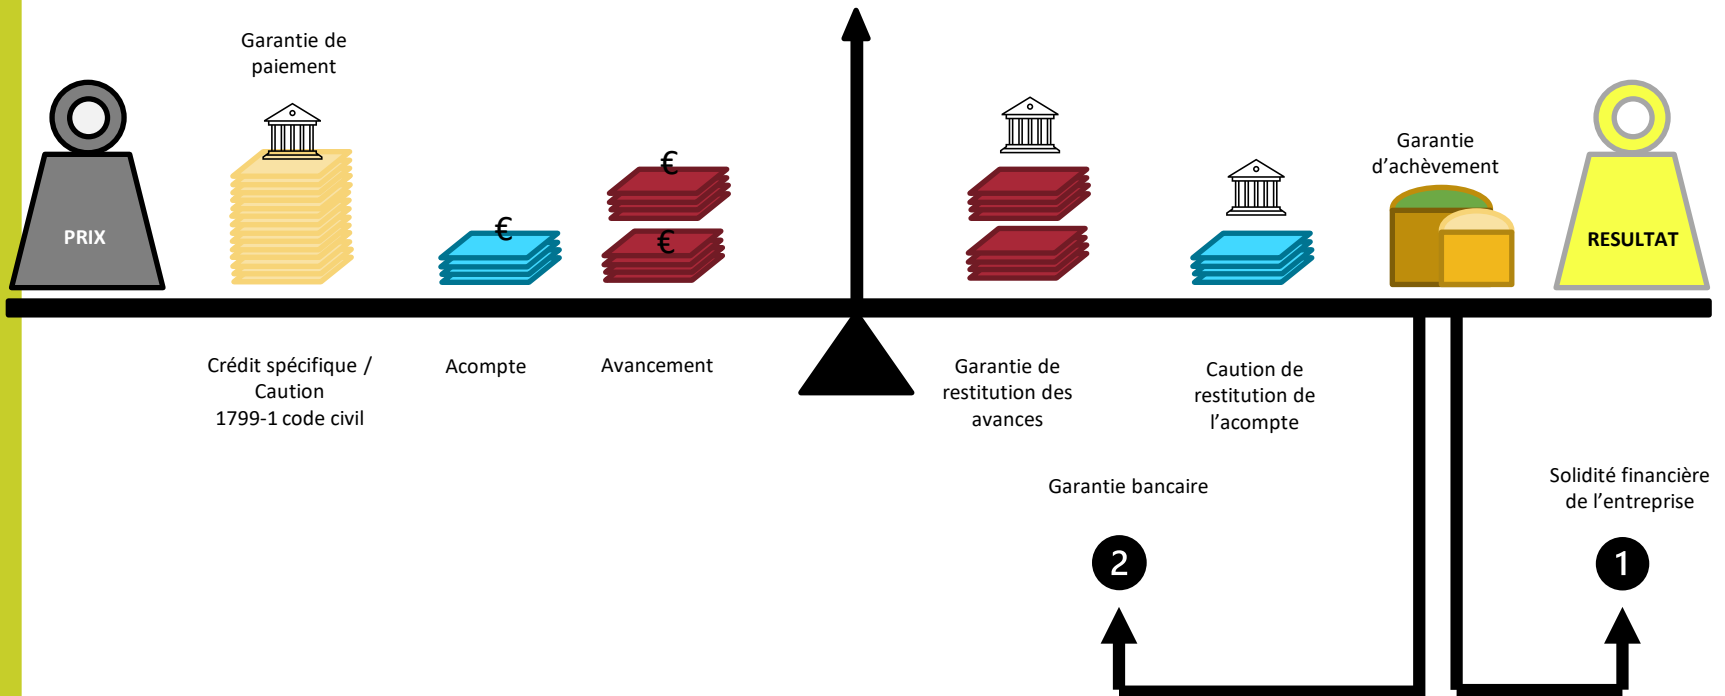 Garantie de
paiement
€
€
€
Garantie
d’achèvement
PRIX
RESULTAT
Crédit spécifique /
Caution
1799-1 code civil
Acompte
Avancement
Garantie de
restitution des
avances
Caution de
restitution de
l’acompte
Garantie bancaire
2
Solidité financière
de l’entreprise
1